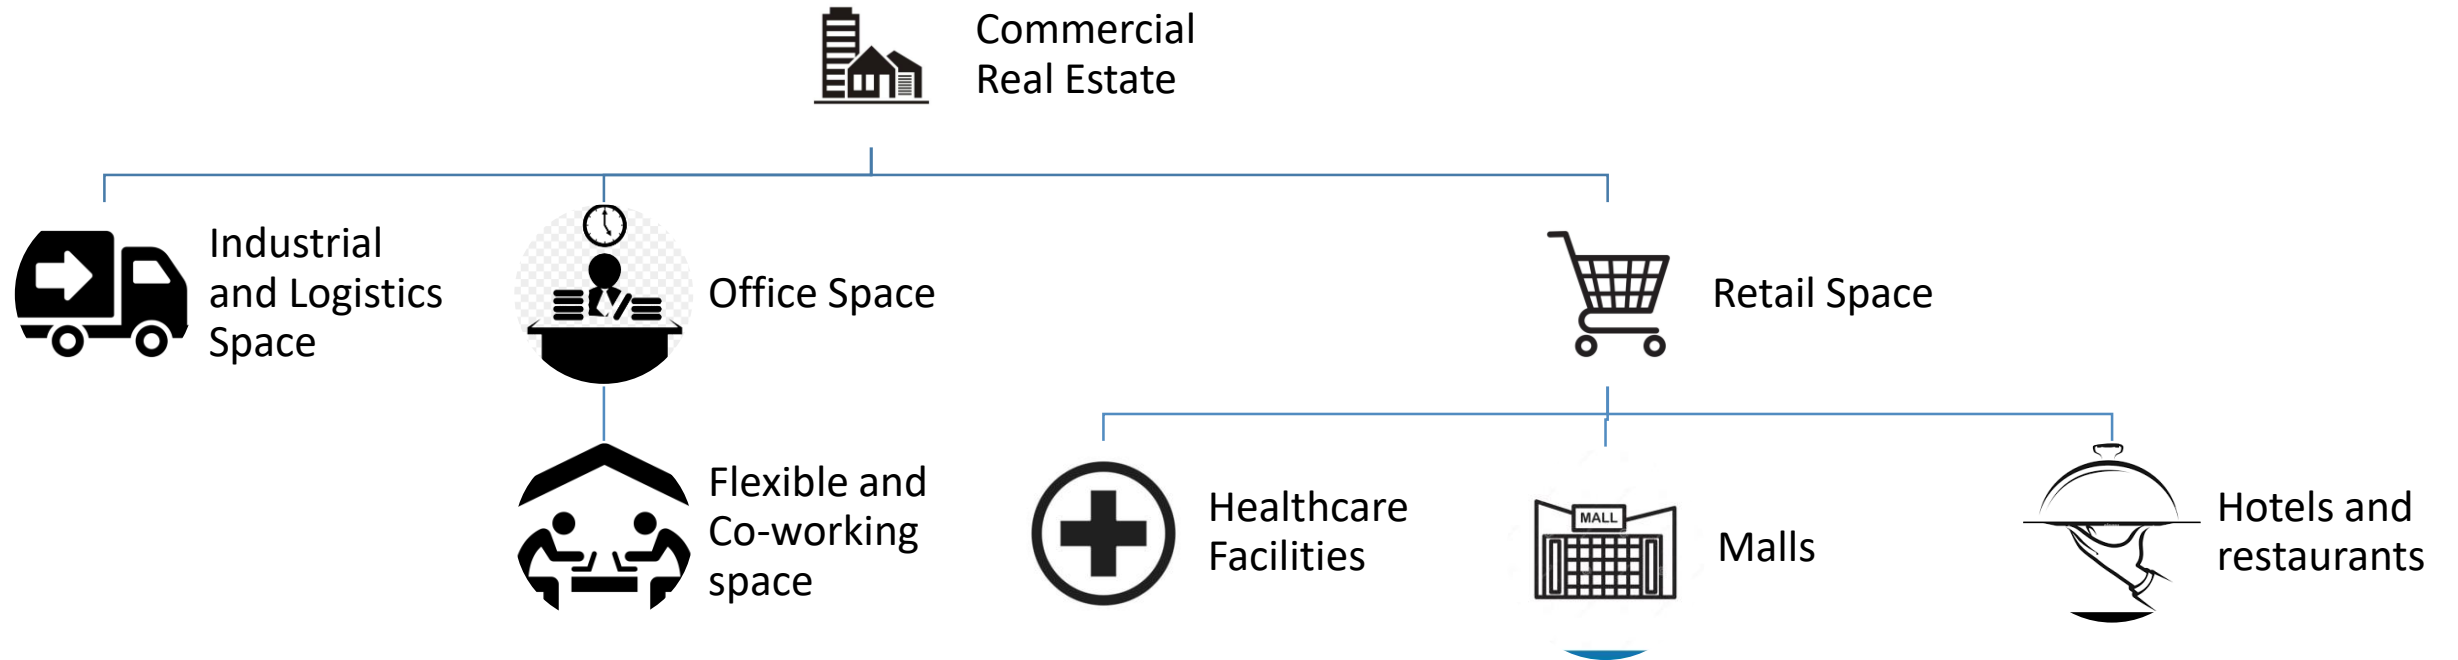 Commercial
Real Estate
Industrial
and Logistics
Space
Office Space
Retail Space
Flexible and
Co-working
space
Healthcare
Facilities
MALL
Malls
Hotels and
restaurants